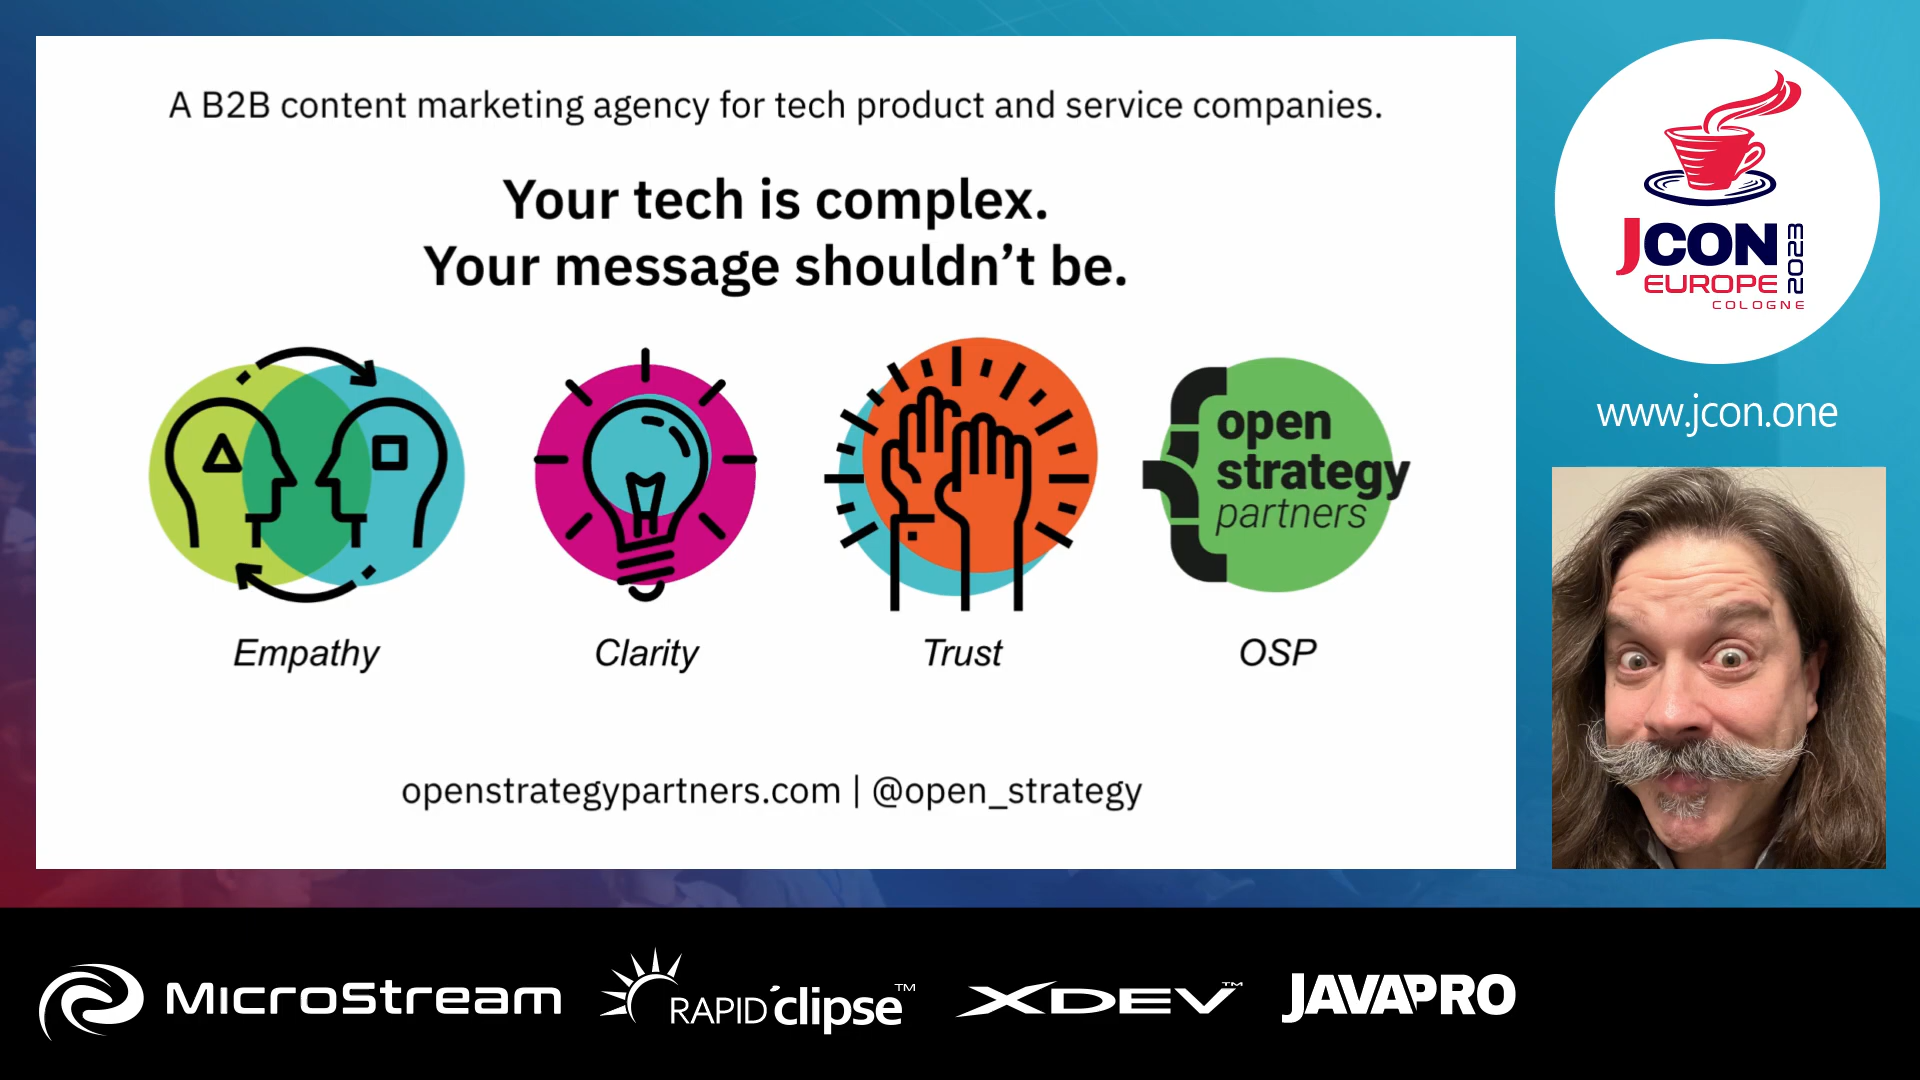 A B2B content marketing agency for tech product and service companies.
Your tech is complex.
Your message shouldn’t be.
open
strategy
partners
Empathy
Clarity
Trust
OSP
openstrategypartners.com | @open_strategy
JCON
EUROPE
2023
COLOGNE
www.jcon.one
MicroStream
RAPID'clipse™
XDEV™
JAVAPRO